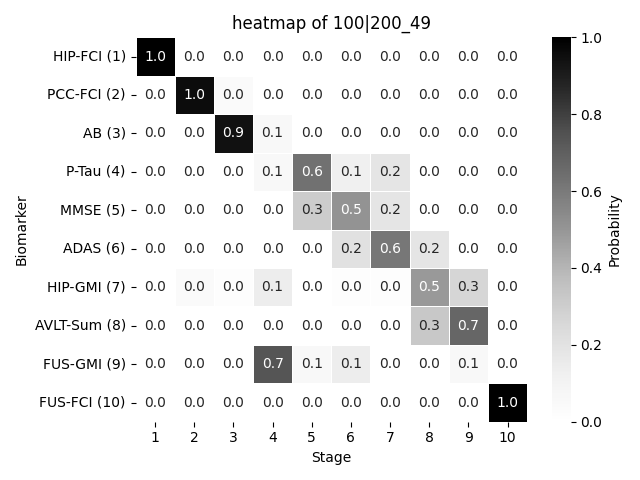 heatmap of 100|200_49
HIP-FCI (1) 1.0 0.0 0.0 0.0 0.0 0.0 0.0 0.0 0.0 0.0
PCC-FCI (2) 0.0 1.0 0.0 0.0 0.0 0.0 0.0 0.0 0.0 0.0
AB (3) 0.0 0.0 0.9 0.1 0.0 0.0 0.0 0.0 0.0 0.0
P-Tau (4) 0.0 0.0 0.0 0.1 0.6 0.1 0.2 0.0 0.0 0.0
MMSE (5) 0.0 0.0 0.0 0.0 0.3 0.5 0.2 0.0 0.0 0.0
ADAS (6) 0.0 0.0 0.0 0.0 0.0 0.2 0.6 0.2 0.0 0.0
HIP-GMI (7) 0.0 0.0 0.0 0.1 0.0 0.0 0.0 0.5 0.3 0.0
AVLT-Sum (8) 0.0 0.0 0.0 0.0 0.0 0.0 0.0 0.3 0.7 0.0
FUS-GMI (9) 0.0 0.0 0.0 0.7 0.1 0.1 0.0 0.0 0.1 0.0
FUS-FCI (10) 0.0 0.0 0.0 0.0 0.0 0.0 0.0 0.0 0.0 1.0
1 2 3 4 5 6 7 8 9 10
Stage
Biomarker
1.0
0.8
0.6
0.4
0.2
0.0
Probability